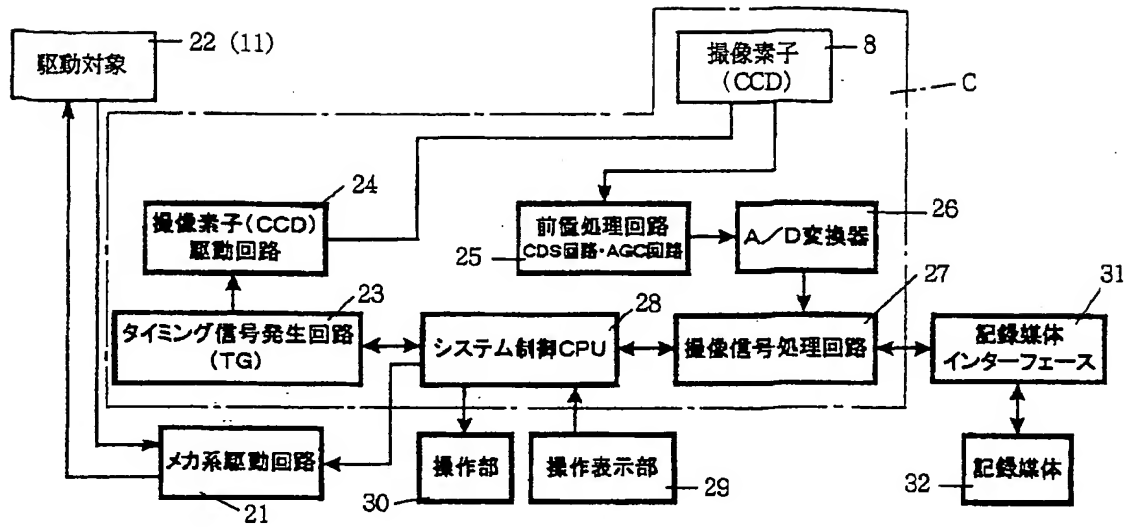 22 (11)
駆動対象
撮像素子
(CCD)
8
C
24
撮像素子(CCD)
駆動回路
前置処理回路
CDS回路・AGC回路
25
A/D変換器
26
23
タイミング信号発生回路
(TG)
28
システム制御CPU
27
撮像信号処理回路
31
記録媒体
インターフェース
メカ系駆動回路
21
操作部
30
操作表示部
29
記録媒体
32